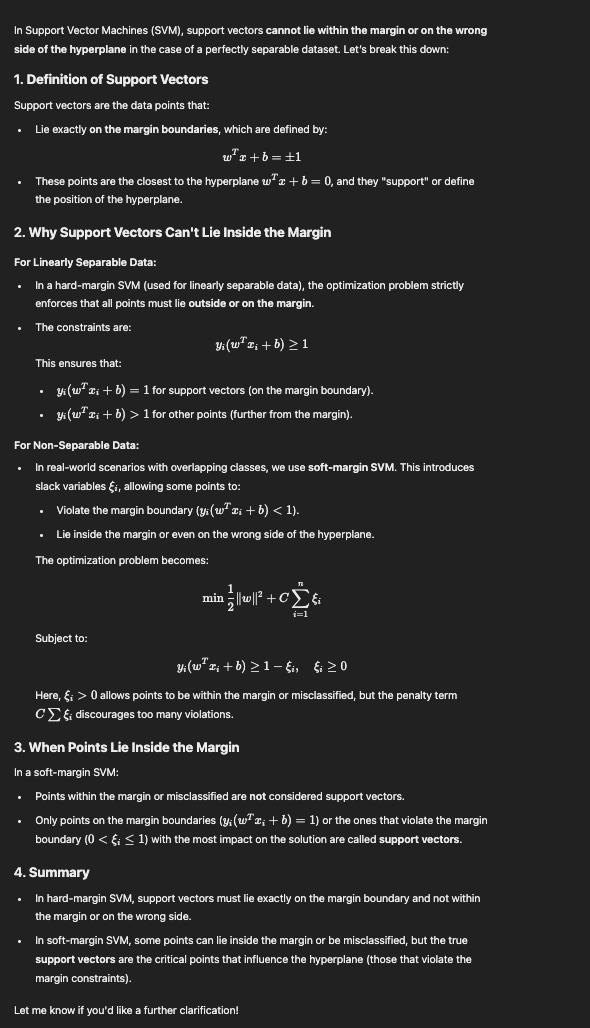 In Support Vector Machines (SVM), support vectors cannot lie within the margin or on the wrong
side of the hyperplane in the case of a perfectly separable dataset. Let's break this down:
1. Definition of Support Vectors
Support vectors are the data points that:
• Lie exactly on the margin boundaries, which are defined by:
w^T x + b = ±1
• These points are the closest to the hyperplane w^T x + b = 0, and they "support" or define
the position of the hyperplane.
2. Why Support Vectors Can't Lie Inside the Margin
For Linearly Separable Data:
• In a hard-margin SVM (used for linearly separable data), the optimization problem strictly
enforces that all points must lie outside or on the margin.
• The constraints are:
y_i(w^T x_i + b) ≥ 1
This ensures that:
• y_i(w^T x_i + b) = 1 for support vectors (on the margin boundary).
• y_i(w^T x_i + b) > 1 for other points (further from the margin).
For Non-Separable Data:
• In real-world scenarios with overlapping classes, we use soft-margin SVM. This introduces
slack variables ξ_i, allowing some points to:
• Violate the margin boundary (y_i(w^T x_i + b) < 1).
• Lie inside the margin or even on the wrong side of the hyperplane.
The optimization problem becomes:
min 1/2 ‖w‖² + C ∑_{i=1}^{n} ξ_i
Subject to:
y_i(w^T x_i + b) ≥ 1 − ξ_i, ξ_i ≥ 0
Here, ξ_i > 0 allows points to be within the margin or misclassified, but the penalty term
C ∑ ξ_i discourages too many violations.
3. When Points Lie Inside the Margin
In a soft-margin SVM:
• Points within the margin or misclassified are not considered support vectors.
• Only points on the margin boundaries (y_i(w^T x_i + b) = 1) or the ones that violate the margin
boundary (0 < ξ_i ≤ 1) with the most impact on the solution are called support vectors.
4. Summary
• In hard-margin SVM, support vectors must lie exactly on the margin boundary and not within
the margin or on the wrong side.
• In soft-margin SVM, some points can lie inside the margin or be misclassified, but the true
support vectors are the critical points that influence the hyperplane (those that violate the
margin constraints).
Let me know if you'd like a further clarification!